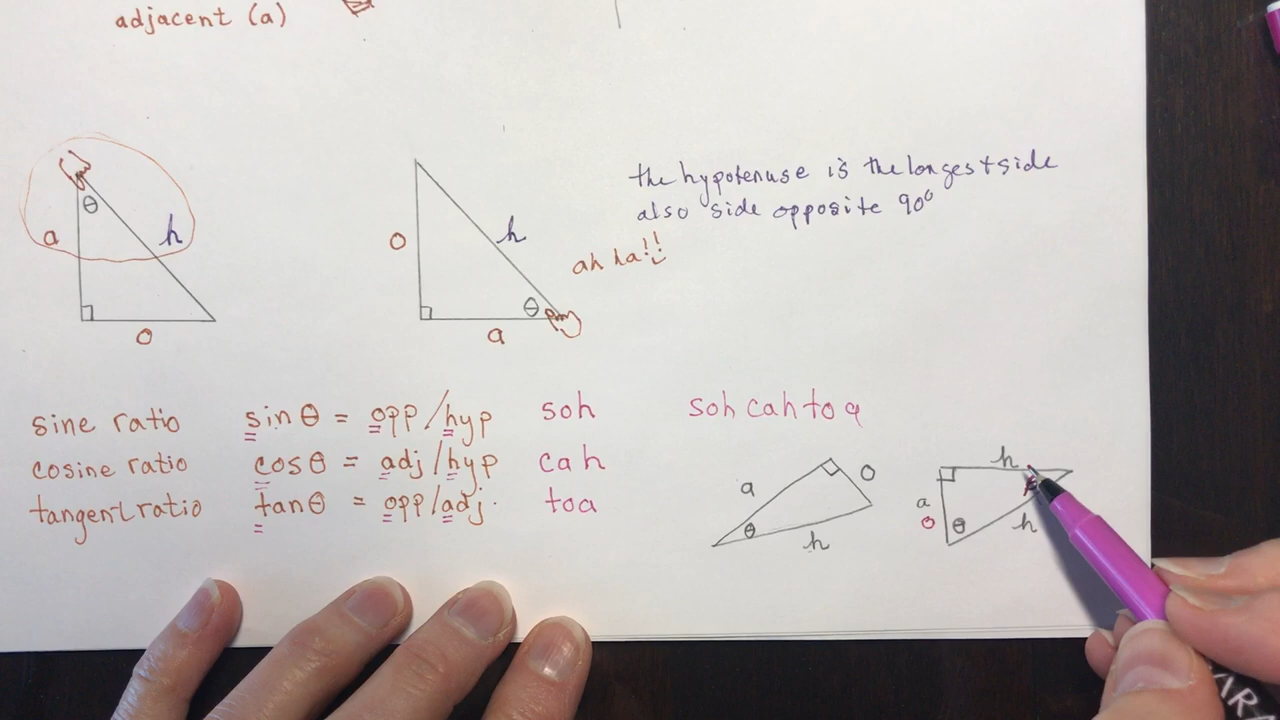 adjacent (a)
θ
a
h
o
o
h
θ
a
the hypotenuse is the longest side
also side opposite 90°
ah ha!!
sine ratio sin θ = opp/hyp soh
cosine ratio cos θ = adj/hyp cah
tangent ratio tan θ = opp/adj. toa
soh cah toa
a
o
θ
h
h
a
o
θ
h